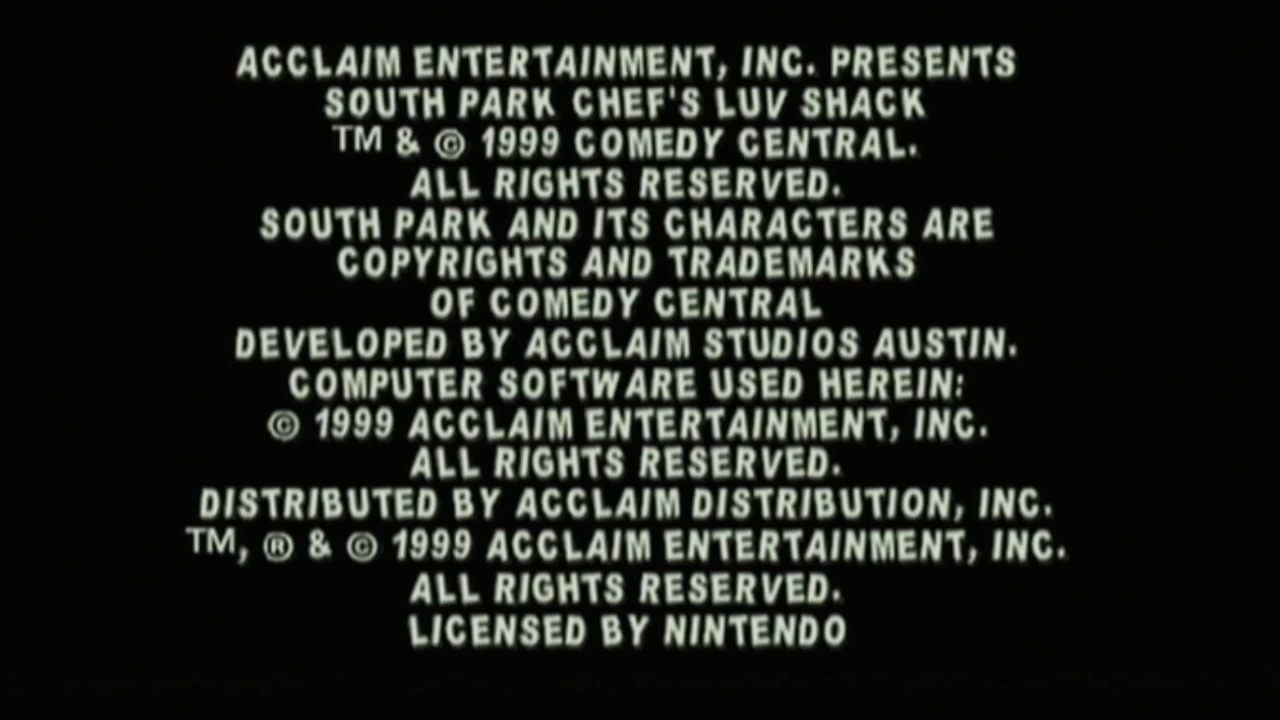 ACCLAIM ENTERTAINMENT, INC. PRESENTS
SOUTH PARK CHEF'S LUV SHACK
™ & © 1999 COMEDY CENTRAL.
ALL RIGHTS RESERVED.
SOUTH PARK AND ITS CHARACTERS ARE
COPYRIGHTS AND TRADEMARKS
OF COMEDY CENTRAL
DEVELOPED BY ACCLAIM STUDIOS AUSTIN.
COMPUTER SOFTWARE USED HEREIN:
© 1999 ACCLAIM ENTERTAINMENT, INC.
ALL RIGHTS RESERVED.
DISTRIBUTED BY ACCLAIM DISTRIBUTION, INC.
™, ® & © 1999 ACCLAIM ENTERTAINMENT, INC.
ALL RIGHTS RESERVED.
LICENSED BY NINTENDO